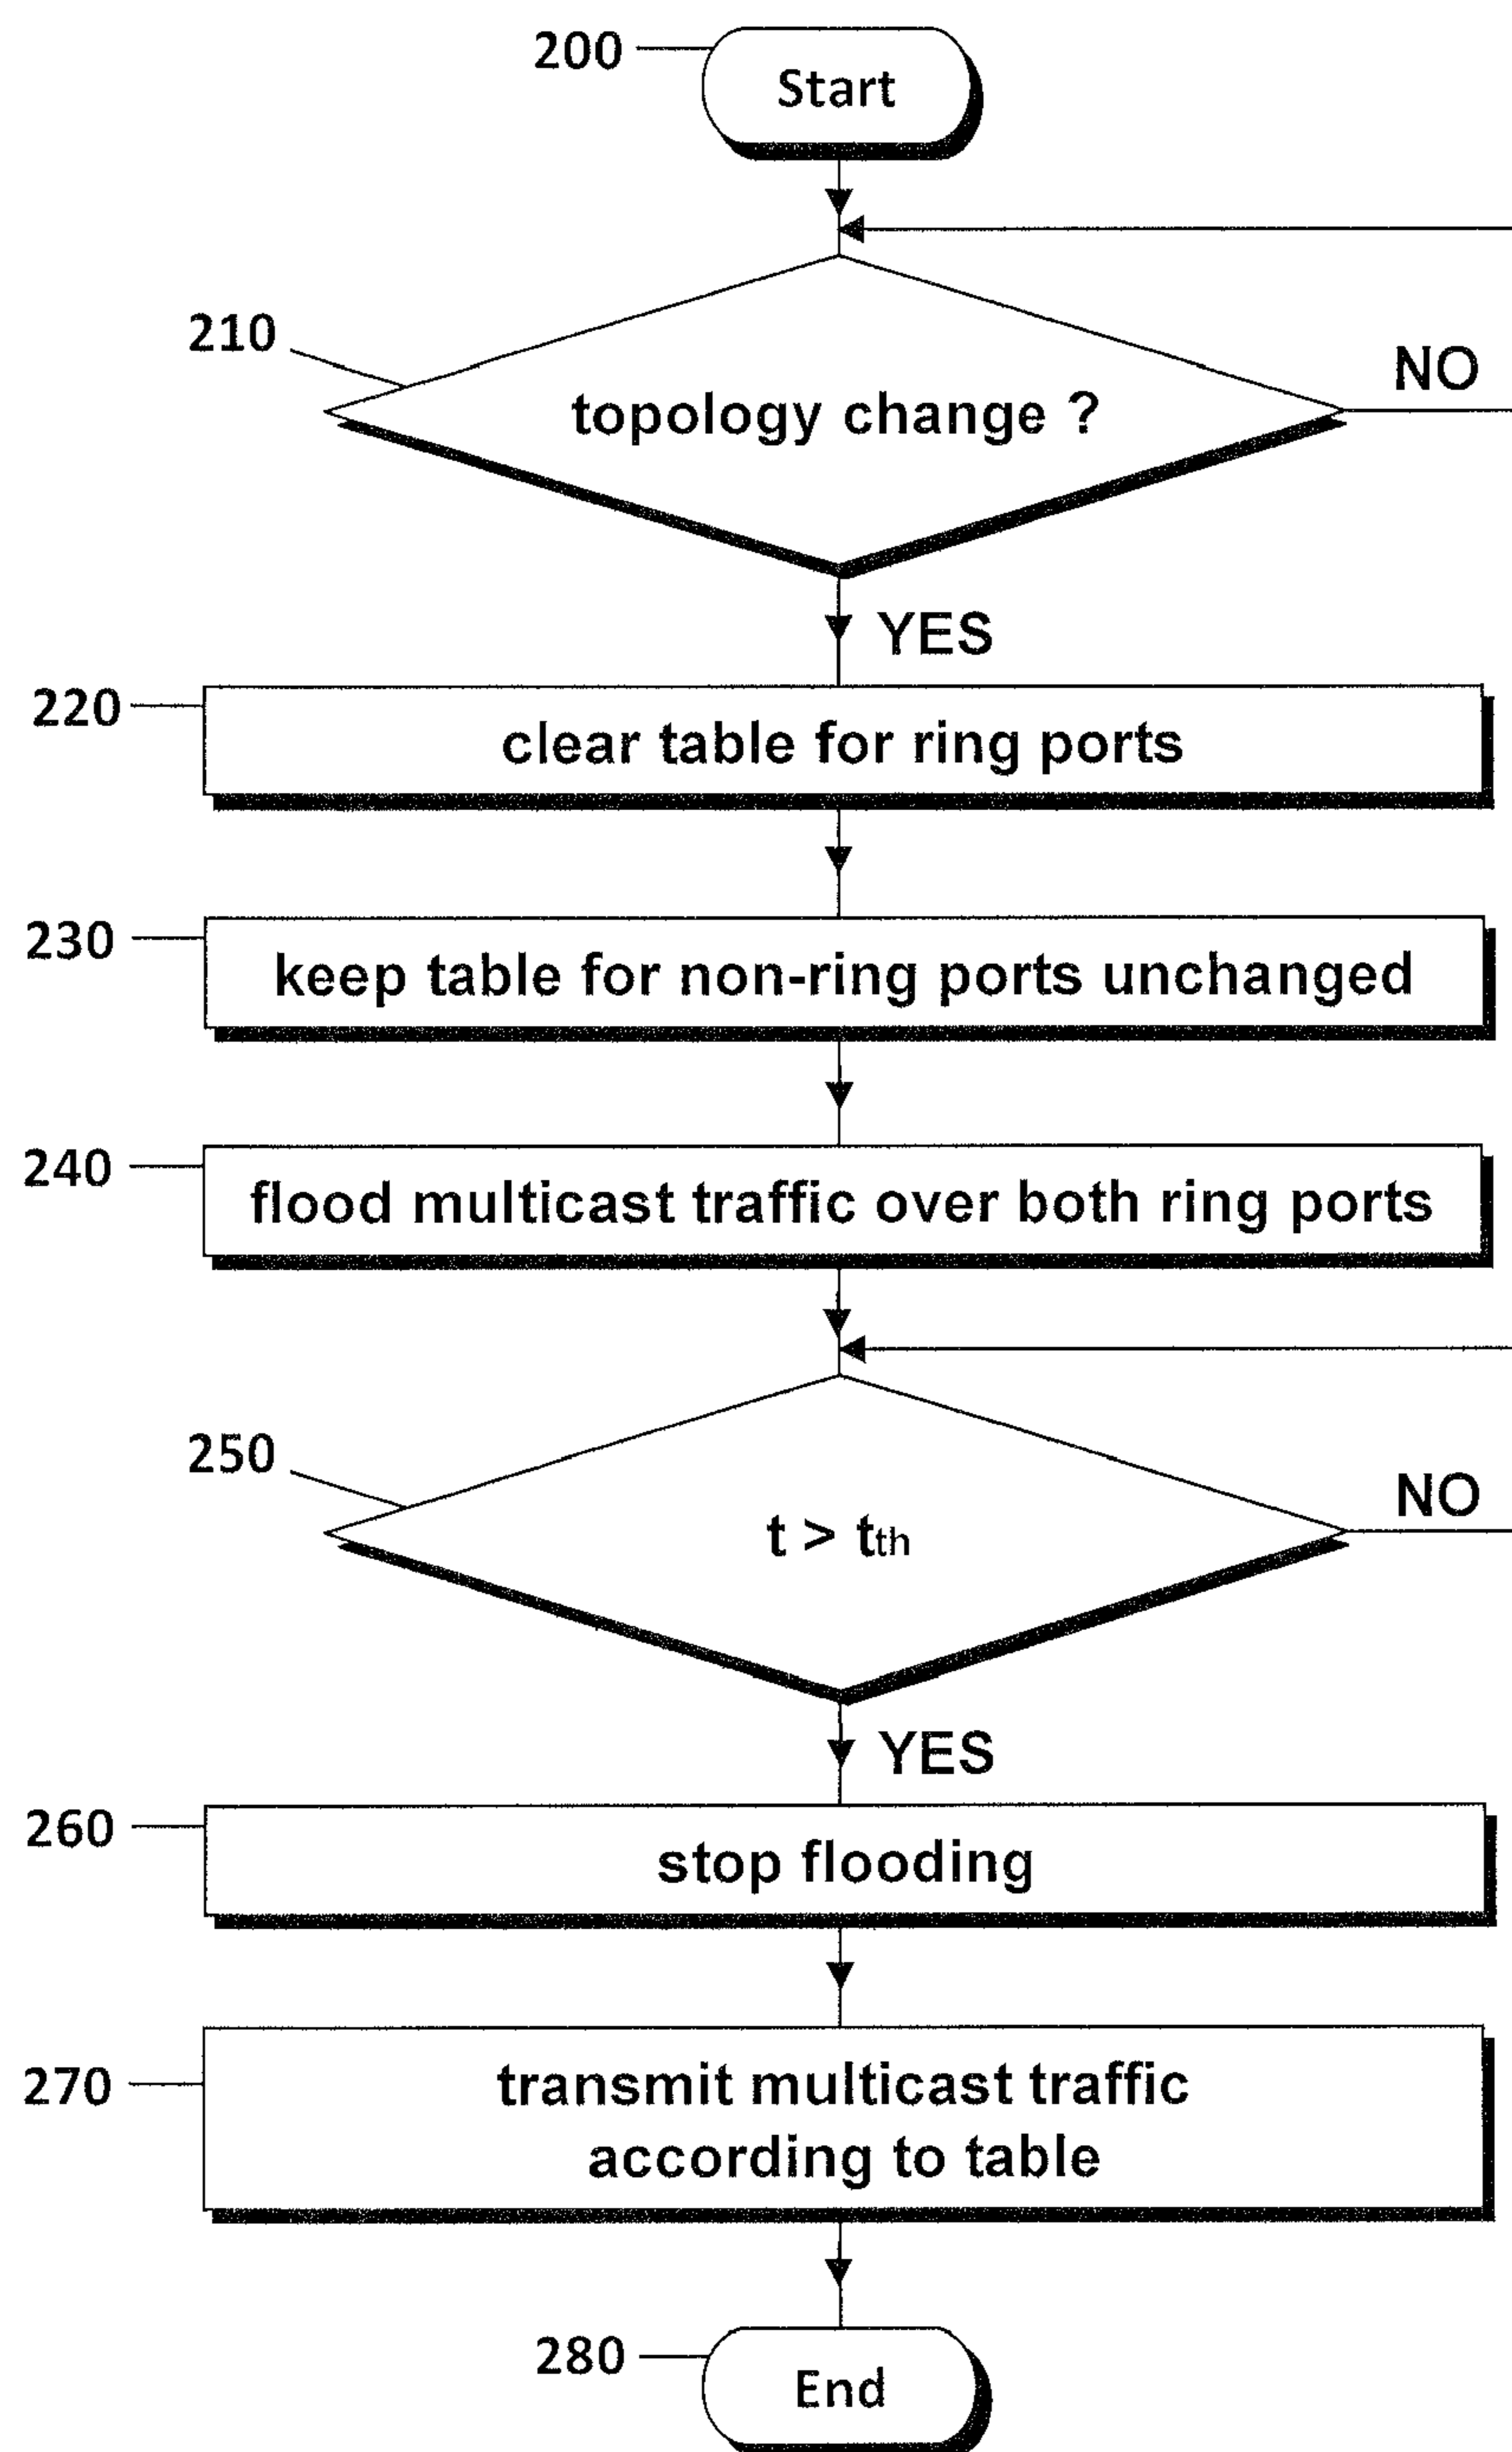 200
Start
210
topology change ?
NO
YES
220
clear table for ring ports
230
keep table for non-ring ports unchanged
240
flood multicast traffic over both ring ports
250
t > tth
NO
YES
260
stop flooding
270
transmit multicast traffic
according to table
280
End